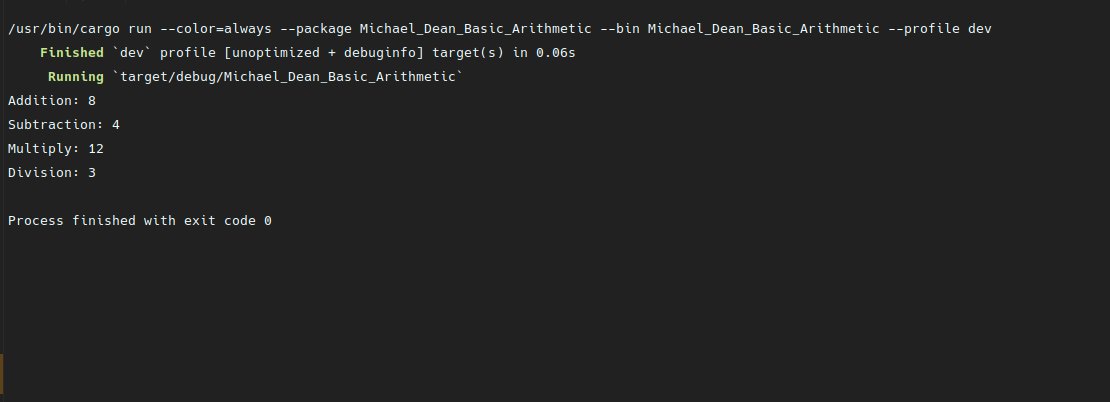 /usr/bin/cargo run --color=always --package Michael_Dean_Basic_Arithmetic --bin Michael_Dean_Basic_Arithmetic --profile dev
    Finished `dev` profile [unoptimized + debuginfo] target(s) in 0.06s
     Running `target/debug/Michael_Dean_Basic_Arithmetic`
Addition: 8
Subtraction: 4
Multiply: 12
Division: 3

Process finished with exit code 0